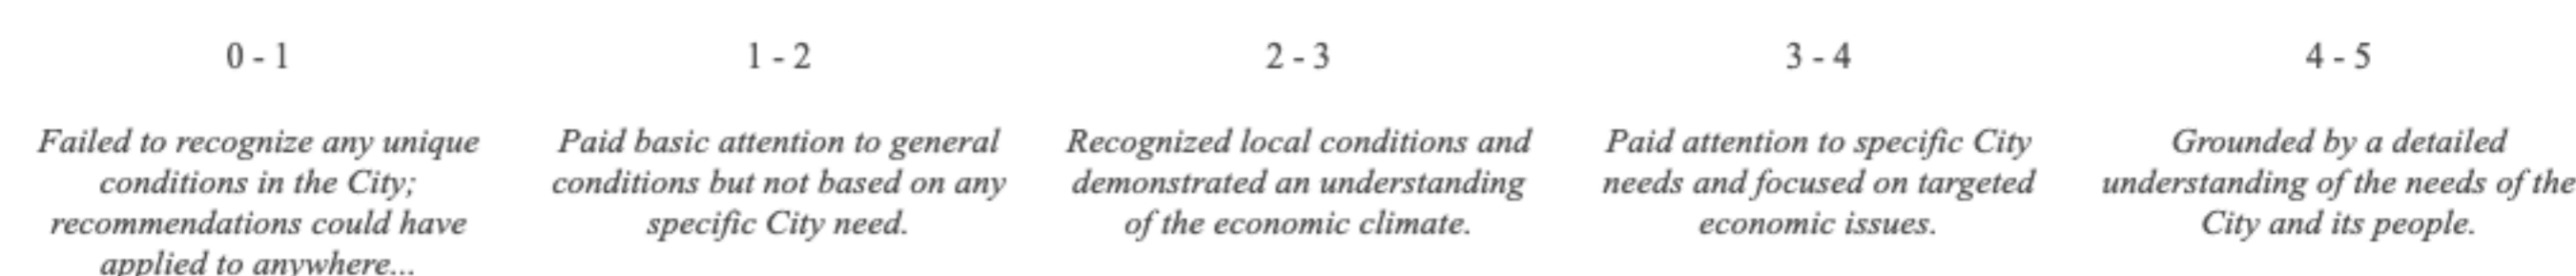 0 - 1
Failed to recognize any unique
conditions in the City;
recommendations could have
applied to anywhere...
1 - 2
Paid basic attention to general
conditions but not based on any
specific City need.
2 - 3
Recognized local conditions and
demonstrated an understanding
of the economic climate.
3 - 4
Paid attention to specific City
needs and focused on targeted
economic issues.
4 - 5
Grounded by a detailed
understanding of the needs of the
City and its people.